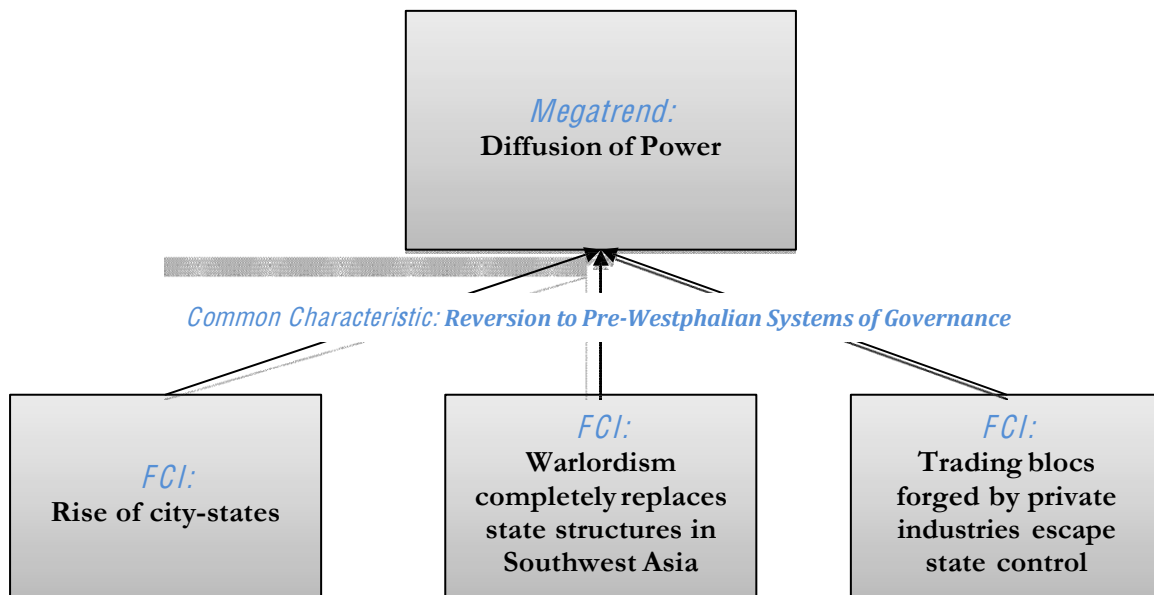 Megatrend:
Diffusion of Power
Common Characteristic: Reversion to Pre-Westphalian Systems of Governance
FCI:
Rise of city-states
FCI:
Warlordism
completely replaces
state structures in
Southwest Asia
FCI:
Trading blocs
forged by private
industries escape
state control